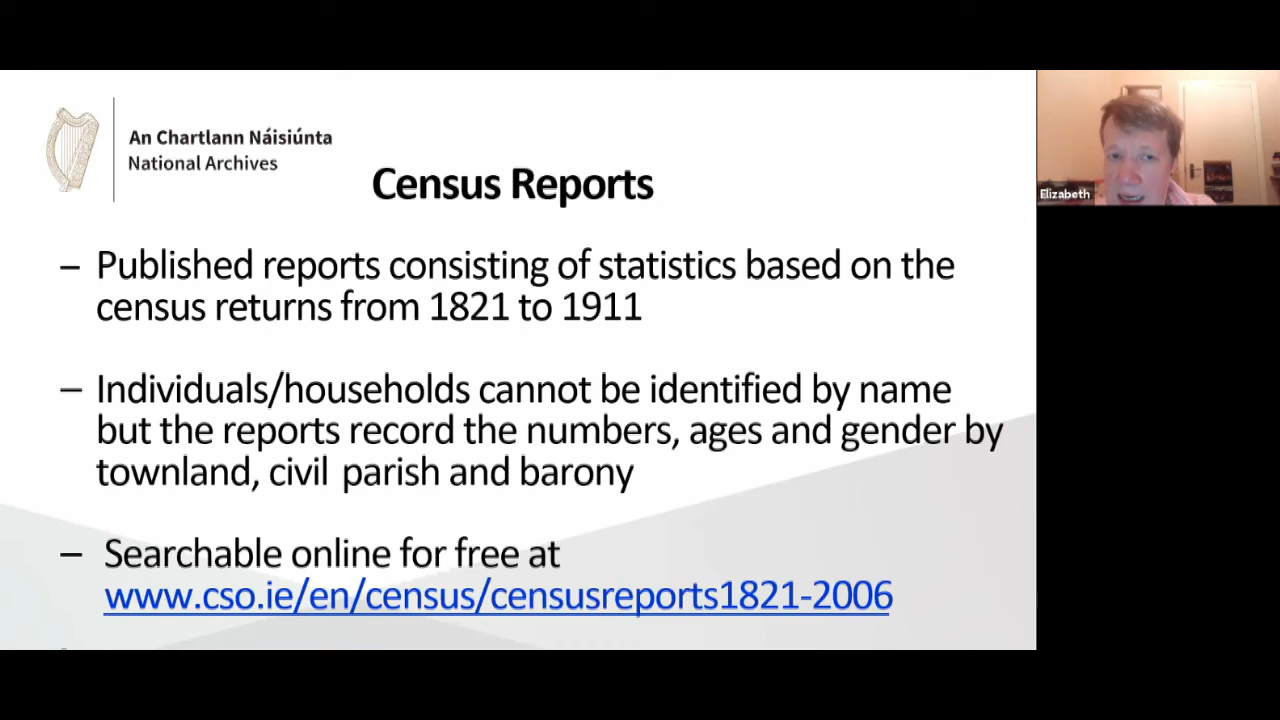 An Chartlann Náisiúnta
National Archives
Census Reports
– Published reports consisting of statistics based on the
census returns from 1821 to 1911
– Individuals/households cannot be identified by name
but the reports record the numbers, ages and gender by
townland, civil parish and barony
– Searchable online for free at
www.cso.ie/en/census/censusreports1821-2006
Elizabeth